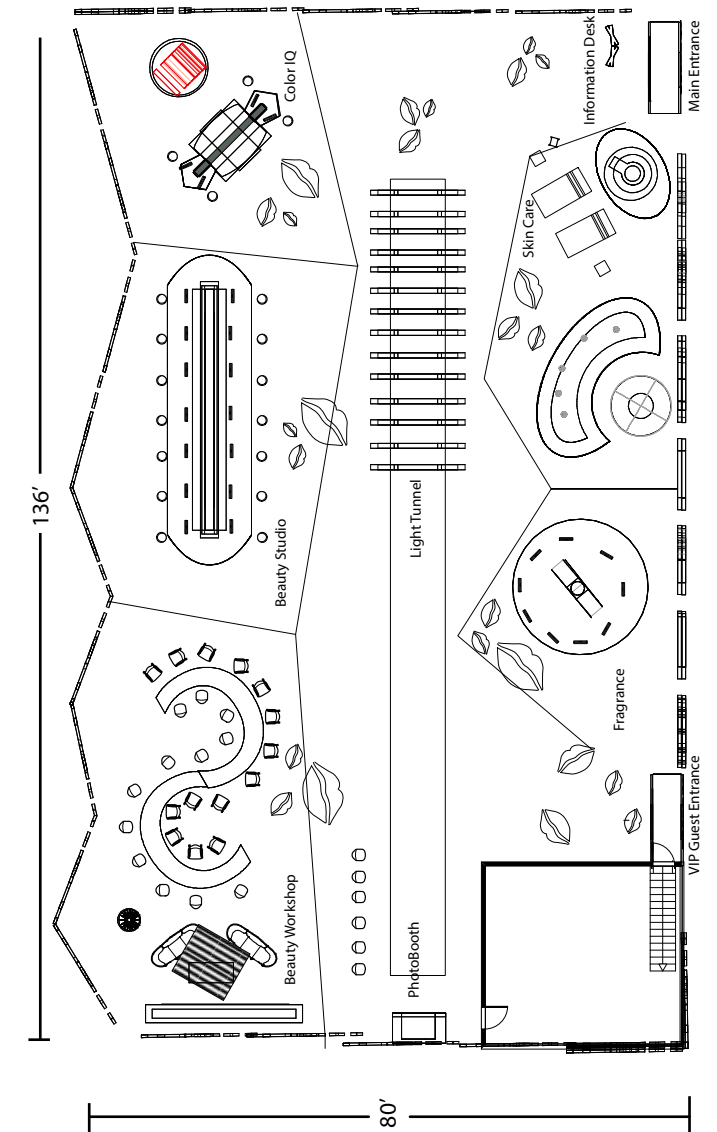 Main Entrance
Information Desk
Color IQ
Skin Care
Light Tunnel
Beauty Studio
Fragrance
VIP Guest Entrance
Beauty Workshop
PhotoBooth
136’
80’